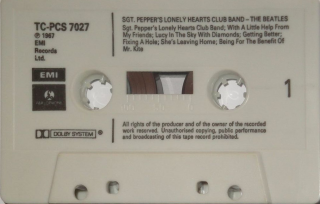 TC-PCS 7027
℗ 1967
EMI
Records
Ltd.
SGT. PEPPER'S LONELY HEARTS CLUB BAND – THE BEATLES
Sgt. Pepper's Lonely Hearts Club Band; With A Little Help From
My Friends; Lucy In The Sky With Diamonds; Getting Better;
Fixing A Hole; She's Leaving Home; Being For The Benefit Of
Mr. Kite
EMI
1
DOLBY SYSTEM
All rights of the producer and of the owner of the recorded
work reserved. Unauthorised copying, public performance
and broadcasting of this tape record prohibited.